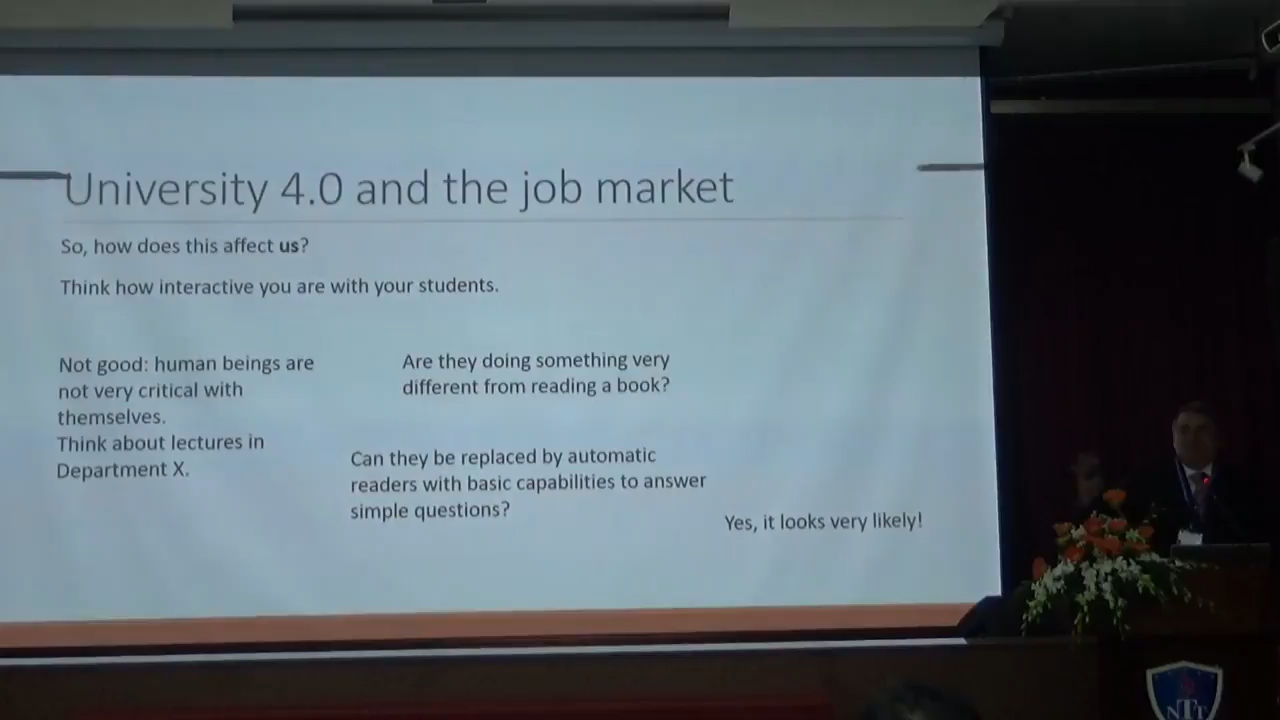 University 4.0 and the job market
So, how does this affect us?
Think how interactive you are with your students.
Not good: human beings are
not very critical with
themselves.
Think about lectures in
Department X.
Are they doing something very
different from reading a book?
Can they be replaced by automatic
readers with basic capabilities to answer
simple questions?
Yes, it looks very likely!
NTT